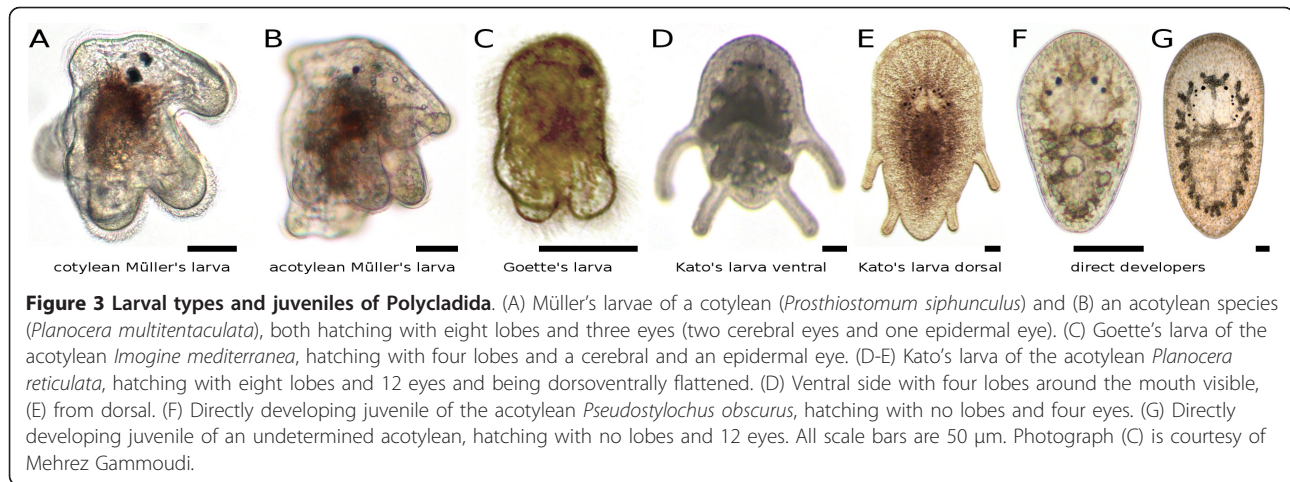 A B C D E F G
cotylean Müller's larva acotylean Müller's larva Goette's larva Kato's larva ventral Kato's larva dorsal direct developers
Figure 3 Larval types and juveniles of Polycladida. (A) Müller's larvae of a cotylean (Prosthiostomum siphunculus) and (B) an acotylean species
(Planocera multitentaculata), both hatching with eight lobes and three eyes (two cerebral eyes and one epidermal eye). (C) Goette's larva of the
acotylean Imogine mediterranea, hatching with four lobes and a cerebral and an epidermal eye. (D-E) Kato's larva of the acotylean Planocera
reticulata, hatching with eight lobes and 12 eyes and being dorsoventrally flattened. (D) Ventral side with four lobes around the mouth visible,
(E) from dorsal. (F) Directly developing juvenile of the acotylean Pseudostylochus obscurus, hatching with no lobes and four eyes. (G) Directly
developing juvenile of an undetermined acotylean, hatching with no lobes and 12 eyes. All scale bars are 50 μm. Photograph (C) is courtesy of
Mehrez Gammoudi.